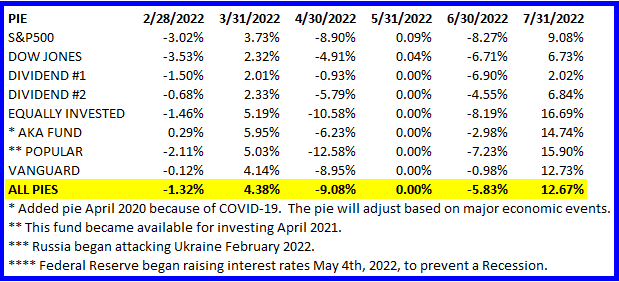 PIE 2/28/2022 3/31/2022 4/30/2022 5/31/2022 6/30/2022 7/31/2022
S&P500 -3.02% 3.73% -8.90% 0.09% -8.27% 9.08%
DOW JONES -3.53% 2.32% -4.91% 0.04% -6.71% 6.73%
DIVIDEND #1 -1.50% 2.01% -0.93% 0.00% -6.90% 2.02%
DIVIDEND #2 -0.68% 2.33% -5.79% 0.00% -4.55% 6.84%
EQUALLY INVESTED -1.46% 5.19% -10.58% 0.00% -8.19% 16.69%
* AKA FUND 0.29% 5.95% -6.23% 0.00% -2.98% 14.74%
** POPULAR -2.11% 5.03% -12.58% 0.00% -7.23% 15.90%
VANGUARD -0.12% 4.14% -8.95% 0.00% -0.98% 12.73%
ALL PIES -1.32% 4.38% -9.08% 0.00% -5.83% 12.67%
* Added pie April 2020 because of COVID-19. The pie will adjust based on major economic events.
** This fund became available for investing April 2021.
*** Russia began attacking Ukraine February 2022.
**** Federal Reserve began raising interest rates May 4th, 2022, to prevent a Recession.